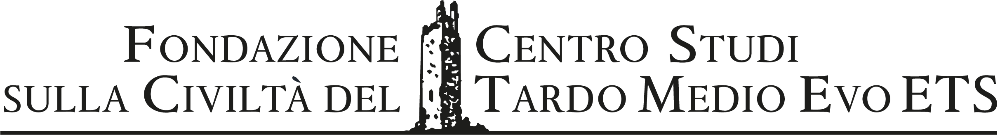 Fondazione Centro Studi
sulla Civiltà del Tardo Medio Evo ETS